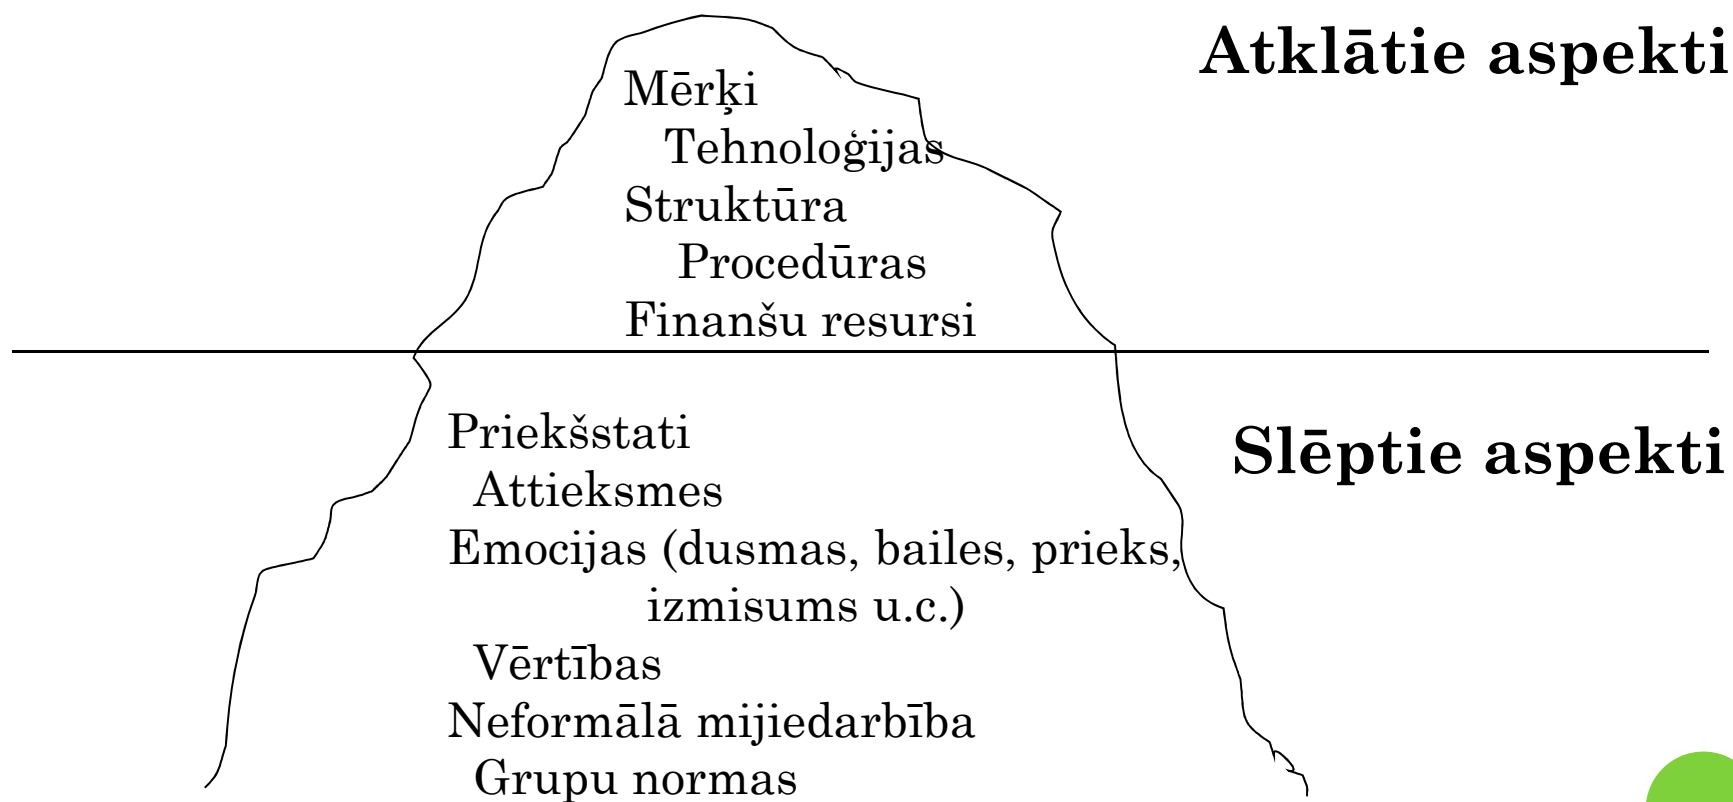 Atklātie aspekti
Mērķi
Tehnoloģijas
Struktūra
Procedūras
Finanšu resursi
Slēptie aspekti
Priekšstati
Attieksmes
Emocijas (dusmas, bailes, prieks,
izmisums u.c.)
Vērtības
Neformālā mijiedarbība
Grupu normas